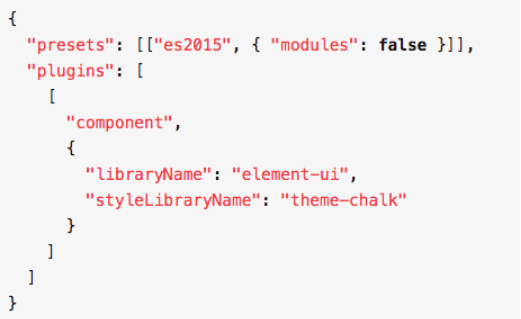 {
  "presets": [["es2015", { "modules": false }]],
  "plugins": [
    [
      "component",
      {
        "libraryName": "element-ui",
        "styleLibraryName": "theme-chalk"
      }
    ]
  ]
}